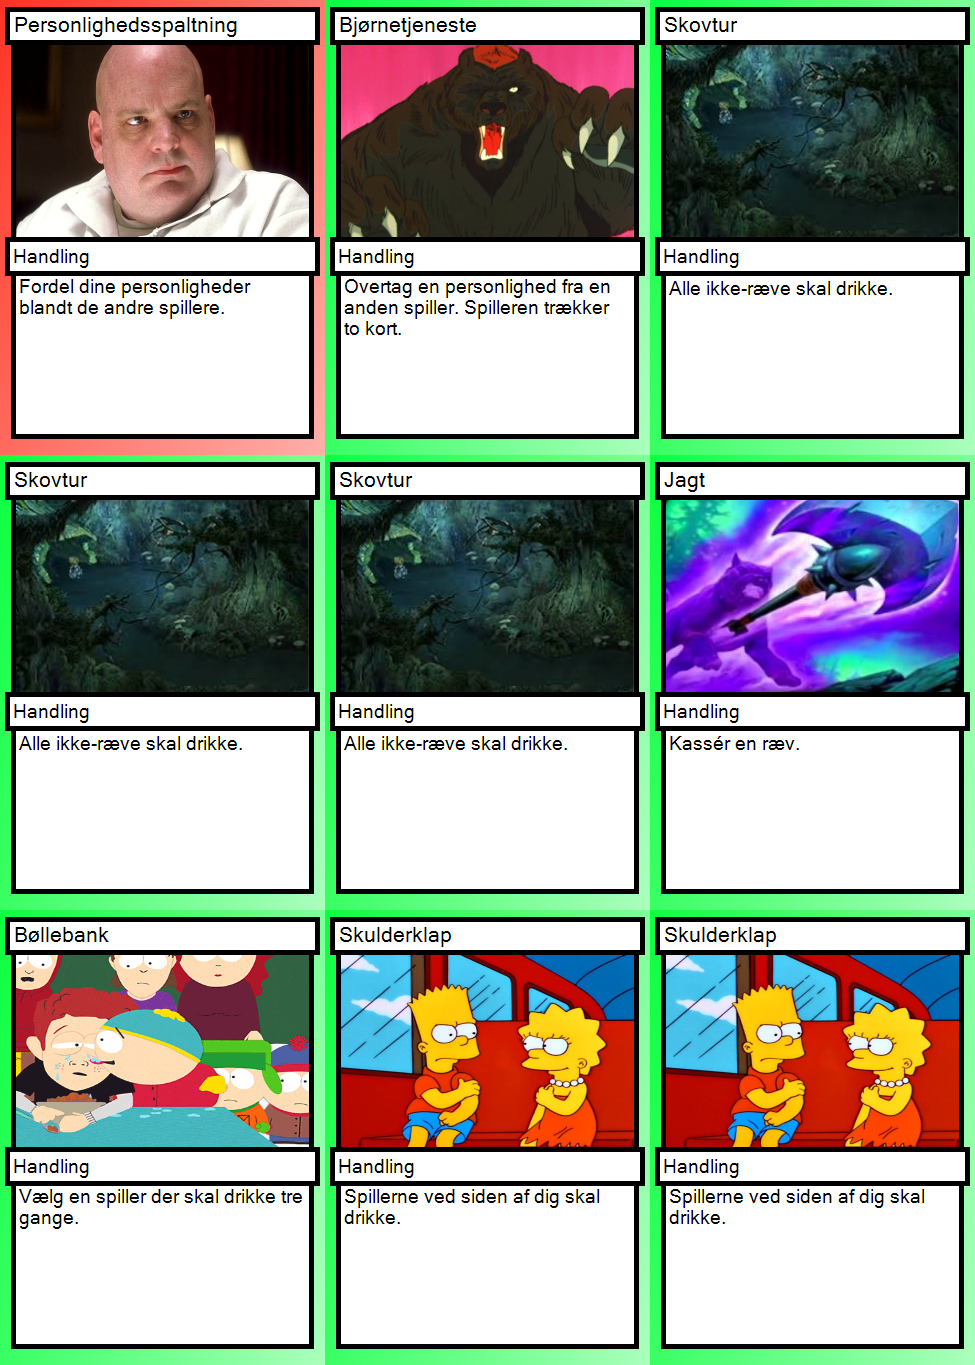 Personlighedsspaltning
Handling
Fordel dine personligheder
blandt de andre spillere.
Bjørnetjeneste
Handling
Overtag en personlighed fra en
anden spiller. Spilleren trækker
to kort.
Skovtur
Handling
Alle ikke-ræve skal drikke.
Skovtur
Handling
Alle ikke-ræve skal drikke.
Skovtur
Handling
Alle ikke-ræve skal drikke.
Jagt
Handling
Kassér en ræv.
Bøllebank
Handling
Vælg en spiller der skal drikke tre
gange.
Skulderklap
Handling
Spillerne ved siden af dig skal
drikke.
Skulderklap
Handling
Spillerne ved siden af dig skal
drikke.